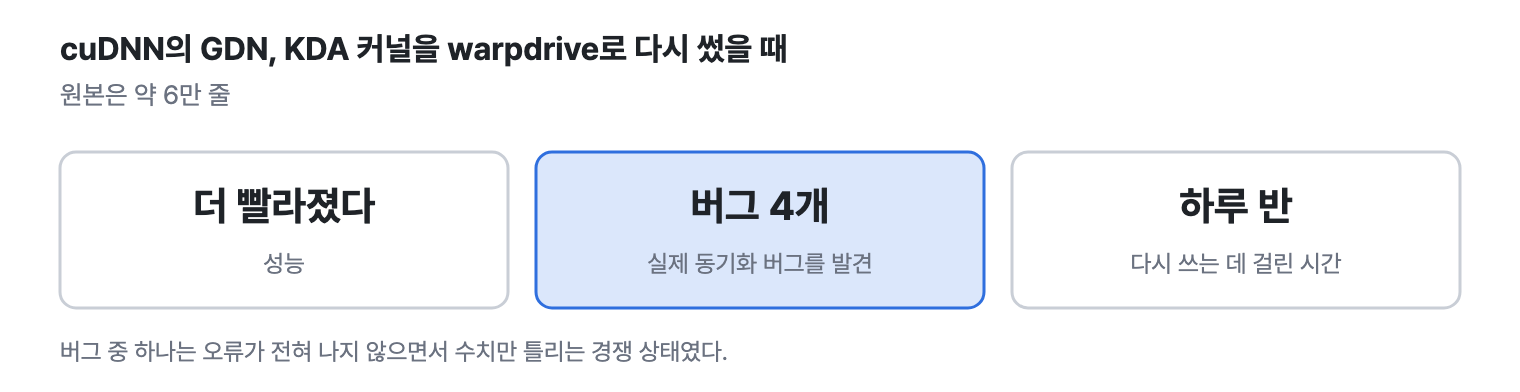 cuDNN의 GDN, KDA 커널을 warpdrive로 다시 썼을 때
원본은 약 6만 줄
더 빨라졌다
성능
버그 4개
실제 동기화 버그를 발견
하루 반
다시 쓰는 데 걸린 시간
버그 중 하나는 오류가 전혀 나지 않으면서 수치만 틀리는 경쟁 상태였다.